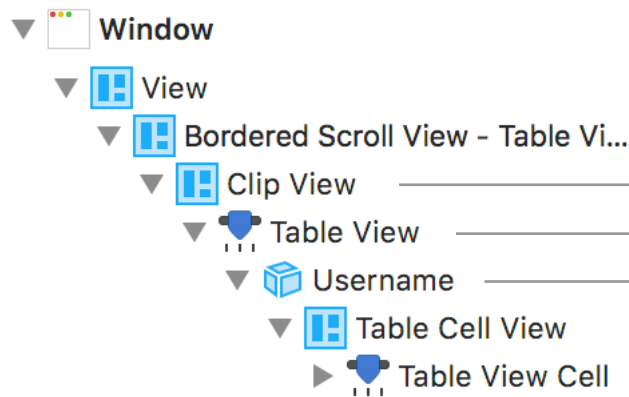 Window
View
Bordered Scroll View - Table Vi...
Clip View
Table View
Username
Table Cell View
Table View Cell